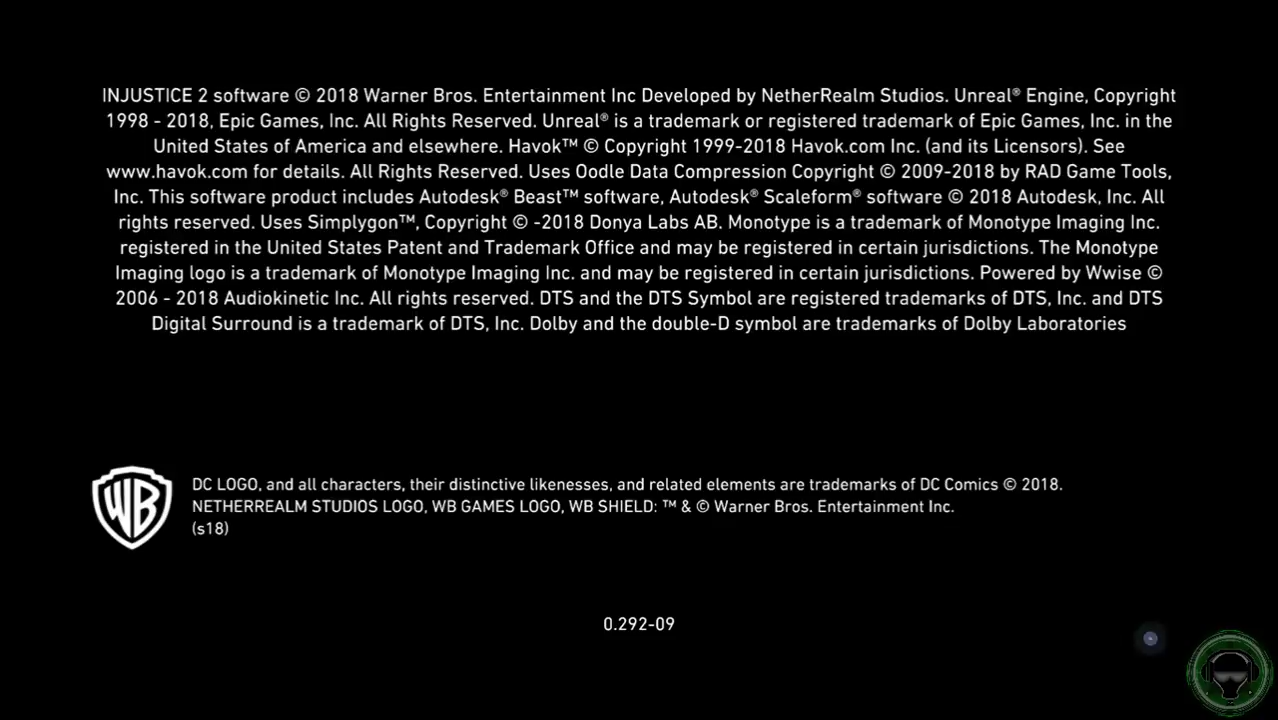 INJUSTICE 2 software © 2018 Warner Bros. Entertainment Inc Developed by NetherRealm Studios. Unreal® Engine, Copyright
1998 - 2018, Epic Games, Inc. All Rights Reserved. Unreal® is a trademark or registered trademark of Epic Games, Inc. in the
United States of America and elsewhere. Havok™ © Copyright 1999-2018 Havok.com Inc. (and its Licensors). See
www.havok.com for details. All Rights Reserved. Uses Oodle Data Compression Copyright © 2009-2018 by RAD Game Tools,
Inc. This software product includes Autodesk® Beast™ software, Autodesk® Scaleform® software © 2018 Autodesk, Inc. All
rights reserved. Uses Simplygon™, Copyright © -2018 Donya Labs AB. Monotype is a trademark of Monotype Imaging Inc.
registered in the United States Patent and Trademark Office and may be registered in certain jurisdictions. The Monotype
Imaging logo is a trademark of Monotype Imaging Inc. and may be registered in certain jurisdictions. Powered by Wwise ©
2006 - 2018 Audiokinetic Inc. All rights reserved. DTS and the DTS Symbol are registered trademarks of DTS, Inc. and DTS
Digital Surround is a trademark of DTS, Inc. Dolby and the double-D symbol are trademarks of Dolby Laboratories
WB
DC LOGO, and all characters, their distinctive likenesses, and related elements are trademarks of DC Comics © 2018.
NETHERREALM STUDIOS LOGO, WB GAMES LOGO, WB SHIELD: ™ & © Warner Bros. Entertainment Inc.
(s18)
0.292-09